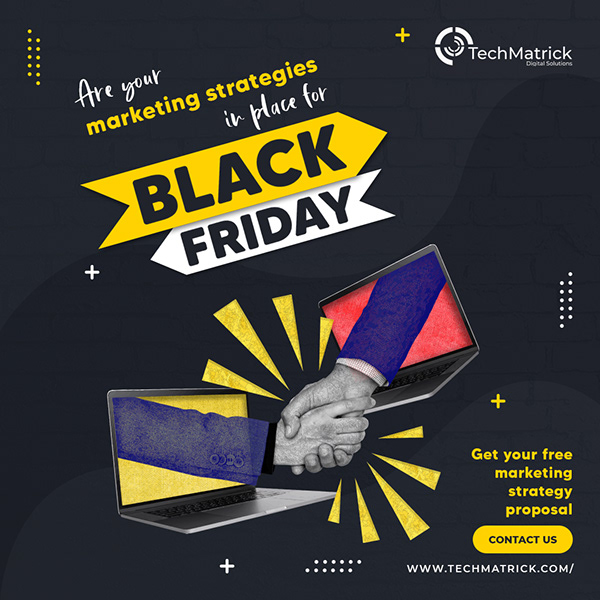 TechMatrick
Digital Solutions
Are your
marketing strategies
in place for
BLACK
FRIDAY
Get your free
marketing
strategy
proposal
CONTACT US
WWW.TECHMATRICK.COM/